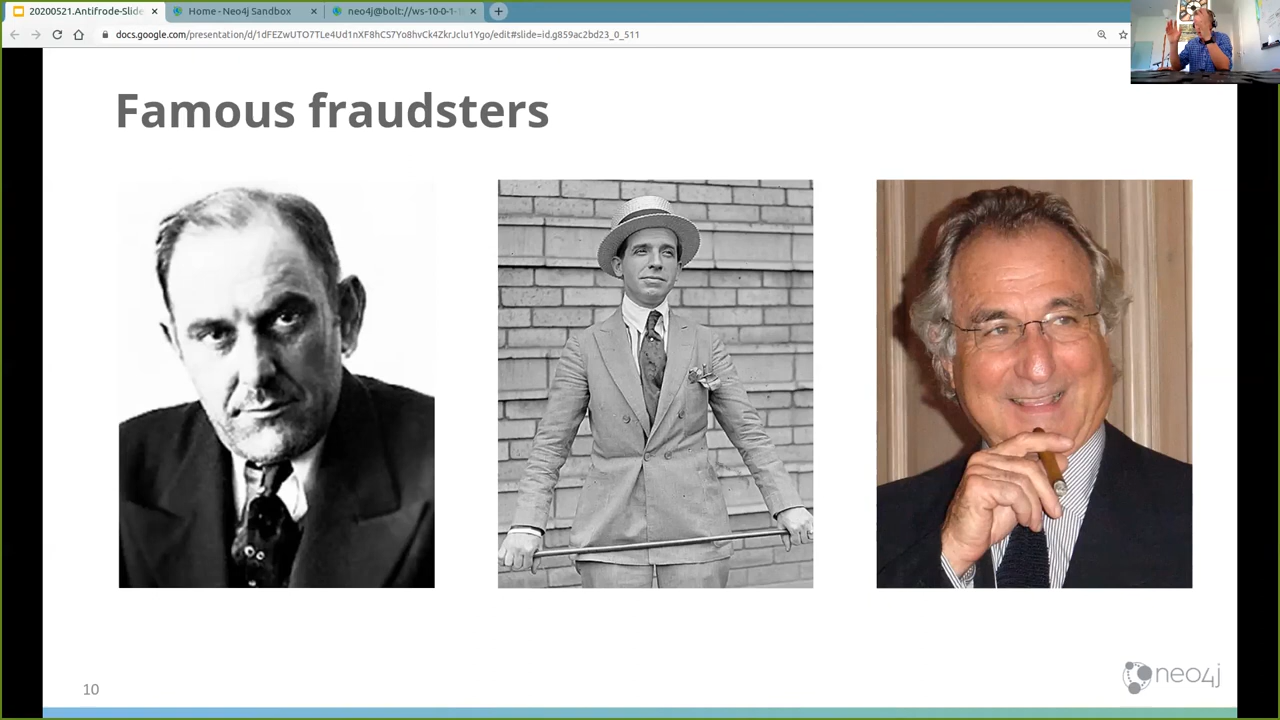 20200521.Antifrode-Slide
Home - Neo4j Sandbox
neo4j@bolt://ws-10-0-1-1
docs.google.com/presentation/d/1dFEZwUTO7TLe4Ud1nXF8hCS7Yo8hvCk4ZkrJclu1Ygo/edit#slide=id.g859ac2bd23_0_511
Famous fraudsters
10
neo4j